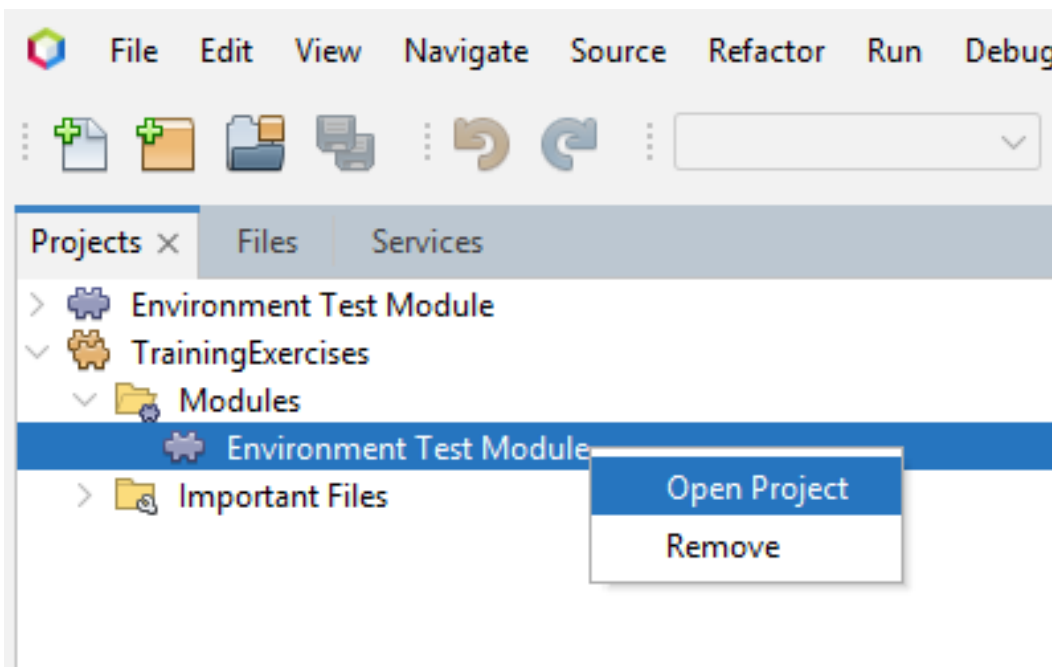 File Edit View Navigate Source Refactor Run Debug
Projects Files Services
Environment Test Module
TrainingExercises
Modules
Environment Test Module
Open Project
Important Files
Remove